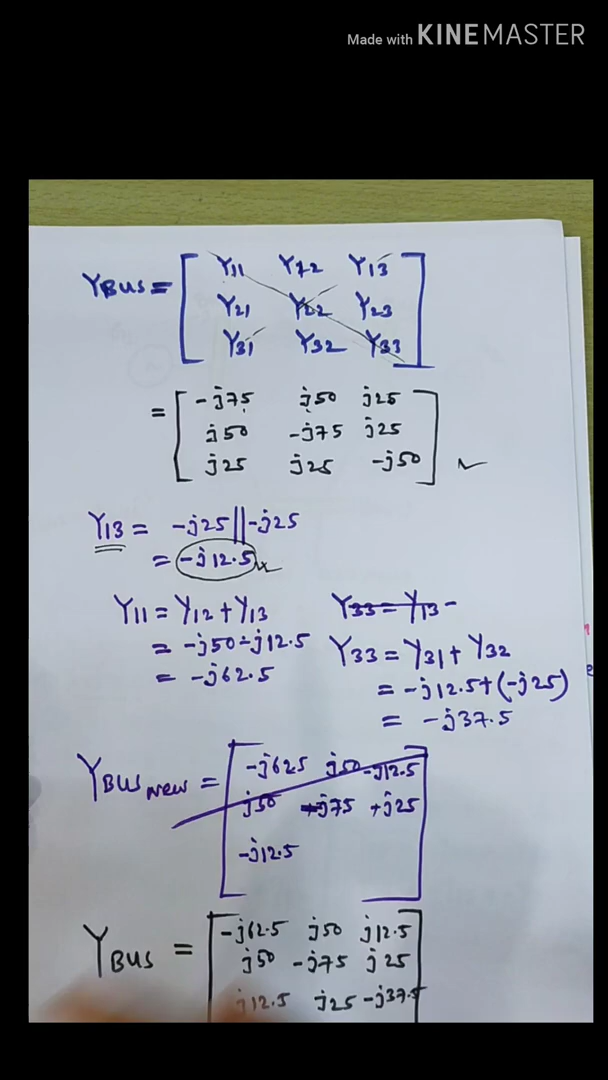 Made with KINEMASTER
YBUS = [ Y11 Y12 Y13
Y21 Y22 Y23
Y31 Y32 Y33 ]
= [ -j75 j50 j25
j50 -j75 j25
j25 j25 -j50 ]
Y13 = -j25 || -j25
= -j12.5
Y11 = Y12 + Y13
= -j50 - j12.5
= -j62.5
Y33 = Y13 -
Y33 = Y31 + Y32
= -j12.5 + (-j25)
= -j37.5
YBUS New = [ -j62.5 j50 -j12.5
j50 -j75 +j25
-j12.5 ]
YBUS = [ -j62.5 j50 j12.5
j50 -j75 j25
j12.5 j25 -j37.5